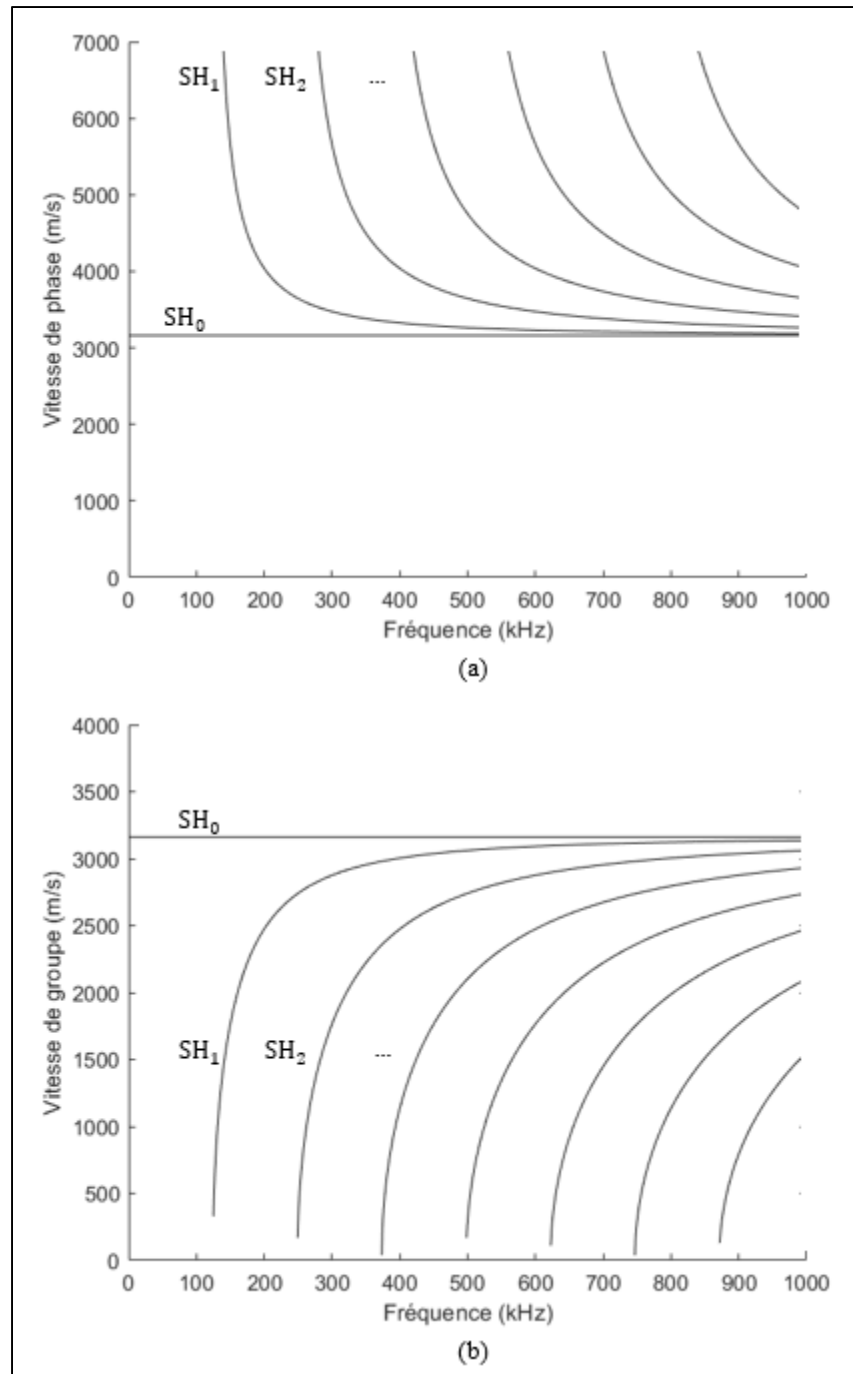 7000
6000
5000
4000
3000
2000
1000
0
Vitesse de phase (m/s)
SH₁ SH₂ ---
SH₀
0 100 200 300 400 500 600 700 800 900 1000
Fréquence (kHz)
(a)
4000
3500
3000
2500
2000
1500
1000
500
0
Vitesse de groupe (m/s)
SH₀
SH₁ SH₂ ---
0 100 200 300 400 500 600 700 800 900 1000
Fréquence (kHz)
(b)